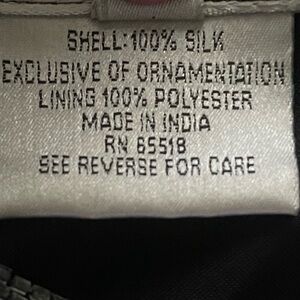 SHELL:100% SILK
EXCLUSIVE OF ORNAMENTATION
LINING 100% POLYESTER
MADE IN INDIA
RN 65518
SEE REVERSE FOR CARE